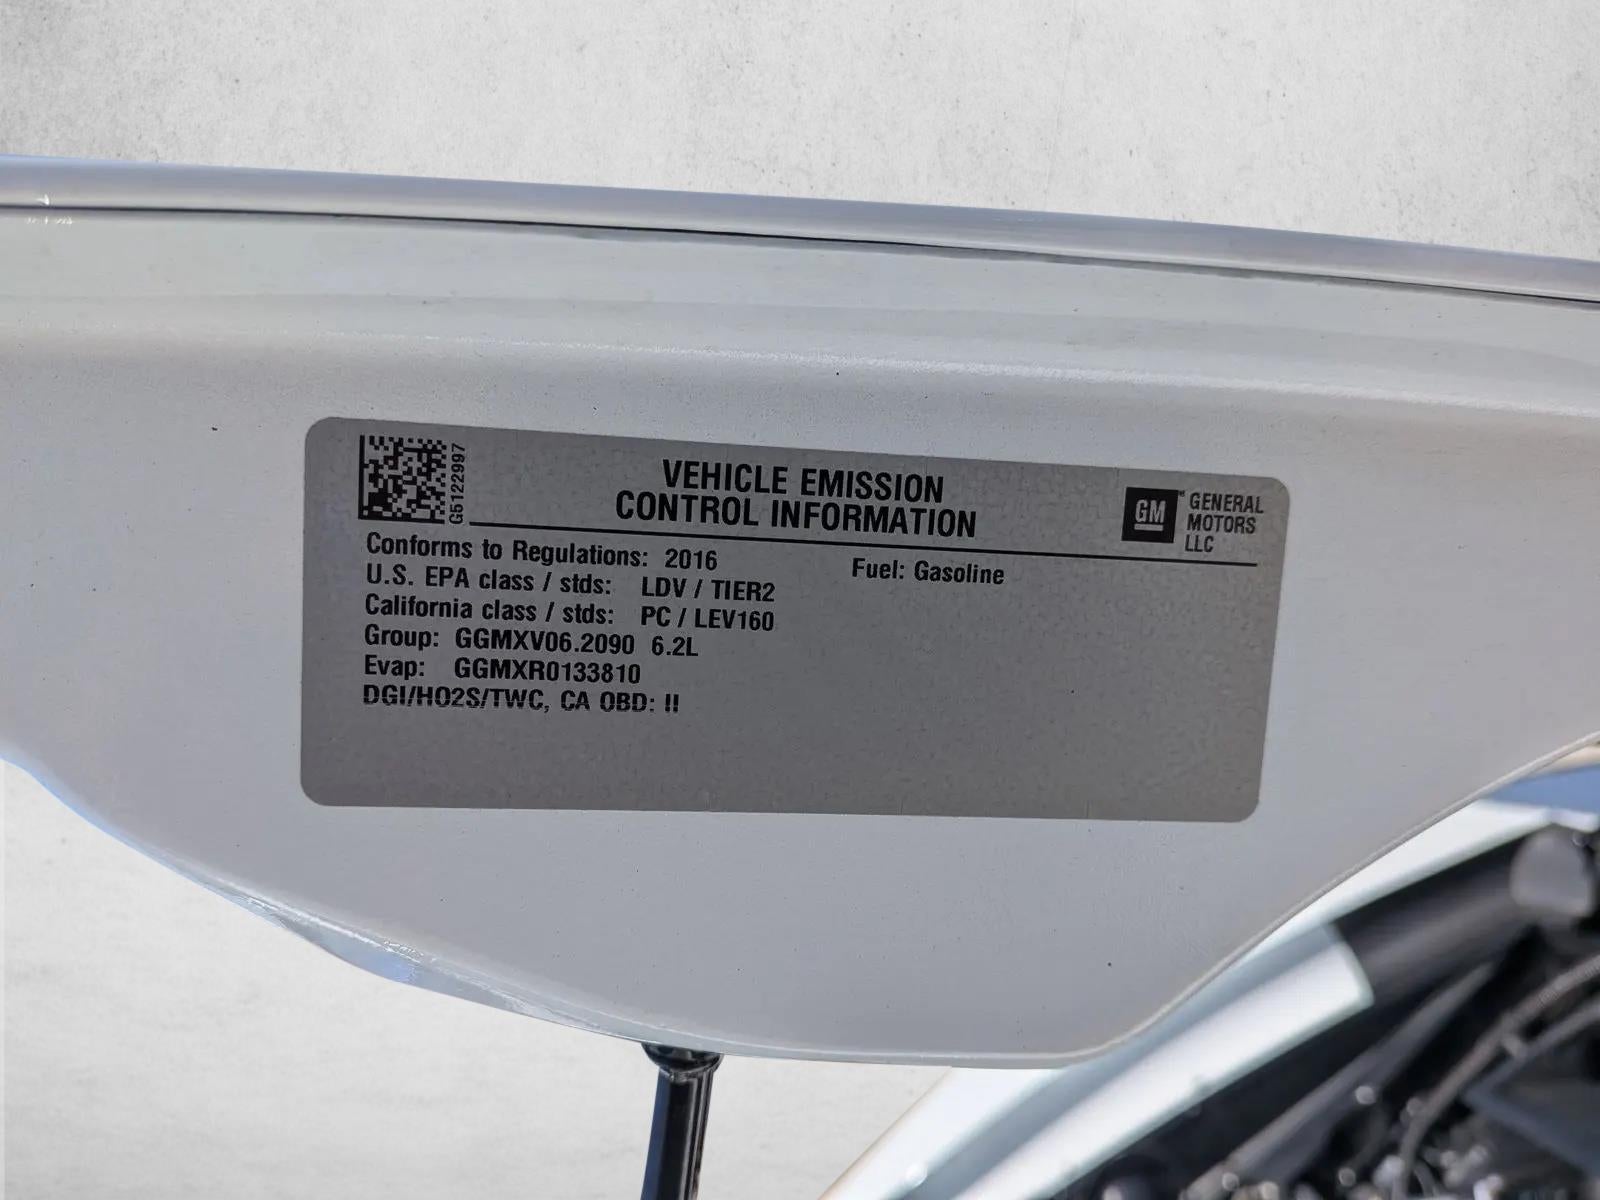 G5122997
VEHICLE EMISSION
CONTROL INFORMATION
GM
GENERAL
MOTORS
LLC
Conforms to Regulations: 2016
Fuel: Gasoline
U.S. EPA class / stds: LDV / TIER2
California class / stds: PC / LEV160
Group: GGMXV06.2090 6.2L
Evap: GGMXR0133810
DGI/HO2S/TWC, CA OBD: II